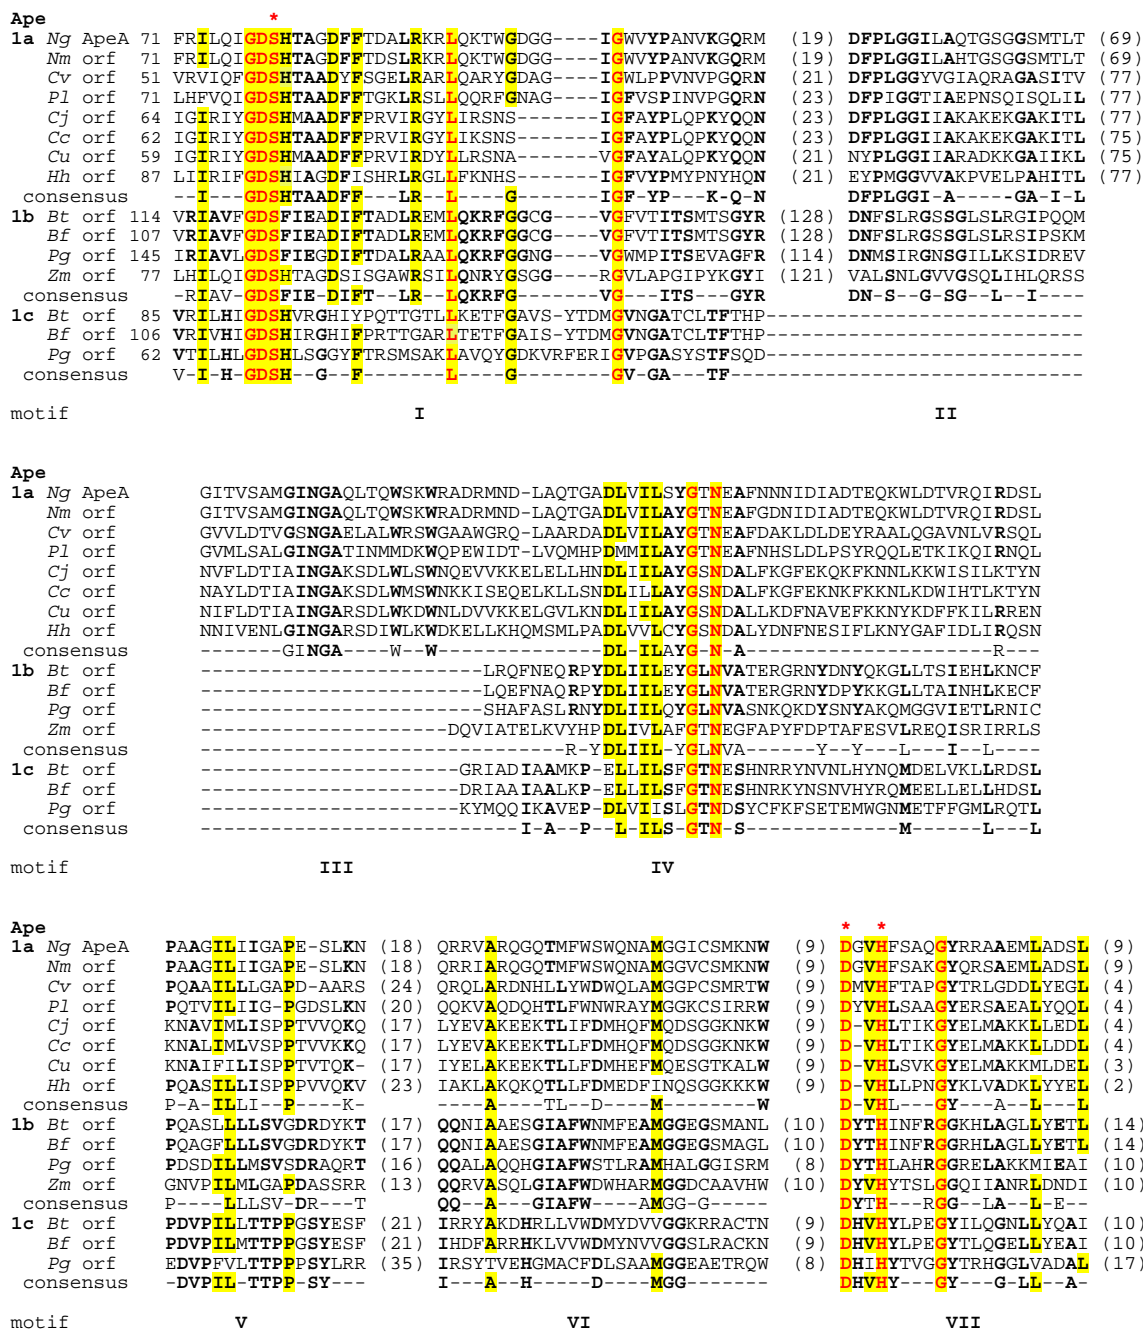 Ape *
1a Ng ApeA 71 FRILQIGDSHTAGDFFTDALRKRLQKTWGDGG----IGWVYPANVKGQRM (19) DFPLGGILAQTGSGGSMTLT (69)
Nm orf 71 FRILQIGDSHTAGDFFTDSLRKRLQKTWGDGG----IGWVYPANVKGQRM (19) DFPLGGILAHTGSGGSMTLT (69)
Cv orf 51 VRVIQFGDSHTAADYFSGELRARLQARYGDAG----IGWLPPVNVPGQRN (21) DFPLGGYVGIAQRAGASITV (77)
Pl orf 71 LHFVQIGDSHTAADFFTGKLRSLLQQRFGNAG----IGFVSPINVPGQRN (23) DFPIGGTIAEPNSQISQLIL (77)
Cj orf 64 IGIRIYGDSHMAADFFPRVIRGYLIRSNS------IGFAYPLQPKYQQN (23) DFPLGGIIAKAKEKGAKITL (77)
Cc orf 62 IGIRIYGDSHTAADFFPRVIRGYLIKSNS------IGFAYPLQPKYQQN (23) DFPLGGIIAKAKEKGAKITL (75)
Cu orf 59 IGIRIYGDSHMAADFFPRVIRDYLLRSNA------VGFAYALQPKYQQN (21) NYPLGGIIARADKKGAIIKL (75)
Hh orf 87 LIIRIFGDSHIAGDFISHRLRGLLFKNHS------IGFVYPMYPNYHQN (21) EYPMGGVVAKPVELPAHITL (77)
consensus --I--GDSHTAADFF---LR--L----G-------IG-YP--K-Q-N DFPLGGI-A----GA-I-L
1b Bt orf 114 VRIAVFGDSFIEADIFTADLREMLQKRFGGCG----VGFVTITSMTSGYR (128) DNFSLRGSSGLSLRGIPQQM
Bf orf 107 VRIAVFGDSFIEADIFTADLREMLQKRFGGCG----VGFVTITSMTSGYR (128) DNFSLRGSSGLSLRSIPSKM
Pg orf 145 IRIAVLGDSFIEGDIFTADLRAALQKRFGGNG----VGWMPITSEVAGFR (114) DNMSIRGNSGILLKSIDREV
Zm orf 77 LHILQIGDSHTAGDSISGAWRSILQNRYGSGG----RGVLAPGIPYKGYI (121) VALSNLGVVGSQLIHLQRSS
consensus -RIAV-GDSFIE-DIFT--LR--LQKRFG-------VG---ITS---GYR DN-S--G-SG--L--I----
1c Bt orf 85 VRILHIGDSHVRGHIYPQTTGTLLKETFGAVS-YTDMGVNGATCLTFTHP--------------------------
Bf orf 106 VRIVHIGDSHIRGHIFPRTTGARLTETFGAIS-YTDMGVNGATCLTFTHP--------------------------
Pg orf 62 VTILHLGDSHLSGGYFTRSMSAKLAVQYGDKVRFERIGVPGASYSTFSQD--------------------------
consensus V-I-H-GDSH--G--F-------L----G--------GV-GA---TF-----------------------------
motif I II
Ape
1a Ng ApeA GITVSAMGINGAQLTQWSKWRADRMND-LAQTGADLVILSYGTNEAFNNNIDIADTEQKWLDTVRQIRDSL
Nm orf GITVSAMGINGAQLTQWSKWRADRMND-LAQTGADLVILAYGTNEAFGDNIDIADTEQKWLDTVRQIRDSL
Cv orf GVVLDTVGSNGAELALWLRSWGAAWGRQ-LAARDADLVILAYGTNEAFDAKLDLDEYRAALQGAVNLVRSQL
Pl orf GVMLSALGINGATINMMDKWQPEWIDT-LVQMHPDMMILAYGTNEAFNHSLDLPSYRQQLETKIKQIRNQL
Cj orf NVFLDTIAINGAKSDLWLSWNQEVVKKELELLHNDLIILAYGSNDALFKGFEKQKFKNNLKKWISILKTYN
Cc orf NAYLDTIAINGAKSDLWMSWNKKISEQELKLLSNDLILLAYGSNDALFKGFEKNKFKKNLKDWIHTLKTYN
Cu orf NIFLDTIAINGARSDLWKDWNLDVVKKELGVLKNDLIILAYGSNDALLKDFNAVEFKKNYKDFFKILRREN
Hh orf NNIVENLGINGARSDIWLKWDKELLKHQMSMLPADLVVLCYGSNDALYDNFNESIFLKNYGAFIDLIRQSN
consensus -------GINGA----W--W--------------DL-ILAYG-N-A----------------------R---
1b Bt orf ------------------------LRQFNEQRPYDLIILEYGLNVATERGRNYDNYQKGLLTSIEHLKNCF
Bf orf ------------------------LQEFNAQRPYDLIILEYGLNVATERGRNYDPYKKGLLTAINHLKECF
Pg orf ------------------------SHAFASLRNYDLIILQYGLNVASNKQKDYSNYAKQMGGVIETLRNIC
Zm orf ---------------------DQVIATELKVYHPDLIVLAFGTNEGFAPYFDPTAFESVLREQISRIRRLS
consensus -------------------------------R-YDLIIL-YGLNVA------Y--Y---L---I--L----
1c Bt orf ----------------------GRIADIAAMKP-ELLILSFGTNESHNRRYNVNLHYNQMDELVKLLRDSL
Bf orf ----------------------DRIAAIAALKP-ELLILSFGTNESHNRKYNSNVHYRQMEELLELLHDSL
Pg orf ----------------------KYMQQIKAVEP-DLVIISLGTNDSYCFKFSETEMWGNMETFFGMLRQTL
consensus ---------------------------I-A--P--L-ILS-GTN-S-------------M------L---L
motif III IV
Ape * *
1a Ng ApeA PAAGILIIGAPE-SLKN (18) QRRVARQGQTMFWSWQNAMGGICSMKNW (9) DGVHFSAQGYRRAAEMLADSL (9)
Nm orf PAAGILIIGAPE-SLKN (18) QRRIARQGQTMFWSWQNAMGGVCSMKNW (9) DGVHFSAKGYQRSAEMLADSL (9)
Cv orf PQAAILLLGAPD-AARS (24) QRQLARDNHLLYWDWQLAMGGPCSMRTW (9) DMVHFTAPGYTRLGDDLYEGL (4)
Pl orf PQTVILIIG-PGDSLKN (20) QQKVAQDQHTLFWNWRAYMGGKCSIRRW (9) DYVHLSAAGYERSAEALYQQL (4)
Cj orf KNAVIMLISPPTVVQKQ (17) LYEVAKEEKTLIFDMHQFMQDSGGKNKW (9) D-VHLTIKGYELMAKKLLEDL (4)
Cc orf KNALIMLVSPPTVVKKQ (17) LYEVAKEEKTLLFDMHQFMQDSGGKNKW (9) D-VHLTIKGYELMAKKLLDDL (4)
Cu orf KNAIFILISPPTVTQK- (17) IYELAKEEKTLLFDMHEFMQESGTKALW (9) D-VHLSVKGYELMAKKMLDEL (3)
Hh orf PQASILLISPPPVVQKV (23) IAKLAKQKQTLLFDMEDFINQSGGKKKW (9) D-VHLLPNGYKLVADKLYYEL (2)
consensus P-A-ILLI--P---K- ----A----TL--D----M--------W D-VHL---GY---A--L---L
1b Bt orf PQASLLLLSVGDRDYKT (17) QQNIAAESGIAFWNMFEAMGGEGSMANL (10) DYTHINFRGGKHLAGLLYETL (14)
Bf orf PQAGFLLLSVGDRDYKT (17) QQNIAAESGIAFWNMFEAMGGEGSMAGL (10) DYTHINFRGGRHLAGLLYETL (14)
Pg orf PDSDILLMSVSDRAQRT (16) QQALAQQHGIAFWSTLRAMHALGGISRM (8) DYTHLAHRGGRELAKKMIEAI (10)
Zm orf GNVPILMLGAPDASSRR (13) QQRVASQLGIAFWDWHARMGGDCAAVHW (10) DYVHYTSLGGQIIANRLDNDI (10)
consensus P----LLLSV-DR---T QQ--A---GIAFW----AMGG-G----- DYTH---RGG--LA--L-E--
1c Bt orf PDVPILLTTPPGSYESF (21) IRRYAKDHRLLVWDMYDVVGGKRRACTN (9) DHVHYLPEGYILQGNLLYQAI (10)
Bf orf PDVPILMTTPPGSYESF (21) IHDFARRHKLVVWDMYNVVGGSLRACKN (9) DHVHYLPEGYTLQGELLYEAI (10)
Pg orf EDVPFVLTTPPPSYLRR (35) IRSYTVEHGMACFDLSAAMGGEAETRQW (8) DHIHYTVGGYTRHGGLVADAL (17)
consensus -DVPIL-TTPP-SY--- I---A--H-----D----MGG------- DHVHY---GY---G-LL--A-
motif V VI VII